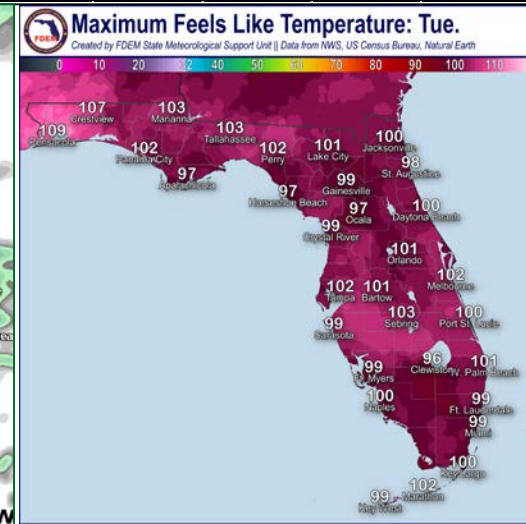 Maximum Feels Like Temperature: Tue.
Created by FDEM State Meteorological Support Unit || Data from NWS, US Census Bureau, Natural Earth
FDEM
0 10 20 32 40 50 60 70 80 90 100 110
107
Crestview
103
Marianna
109
Pensacola
102
Panama City
103
Tallahassee
97
Apalachicola
102
Perry
101
Lake City
100
Jacksonville
98
St. Augustine
99
Gainesville
97
Horseshoe Beach
97
Ocala
100
Daytona Beach
99
Crystal River
101
Orlando
102
Melbourne
102
Tampa
101
Bartow
103
Sebring
100
Port St. Lucie
99
Sarasota
96
Clewiston
101
W. Palm Beach
99
Ft. Myers
100
Naples
99
Ft. Lauderdale
99
Miami
100
Key Largo
102
Marathon
99
Key West